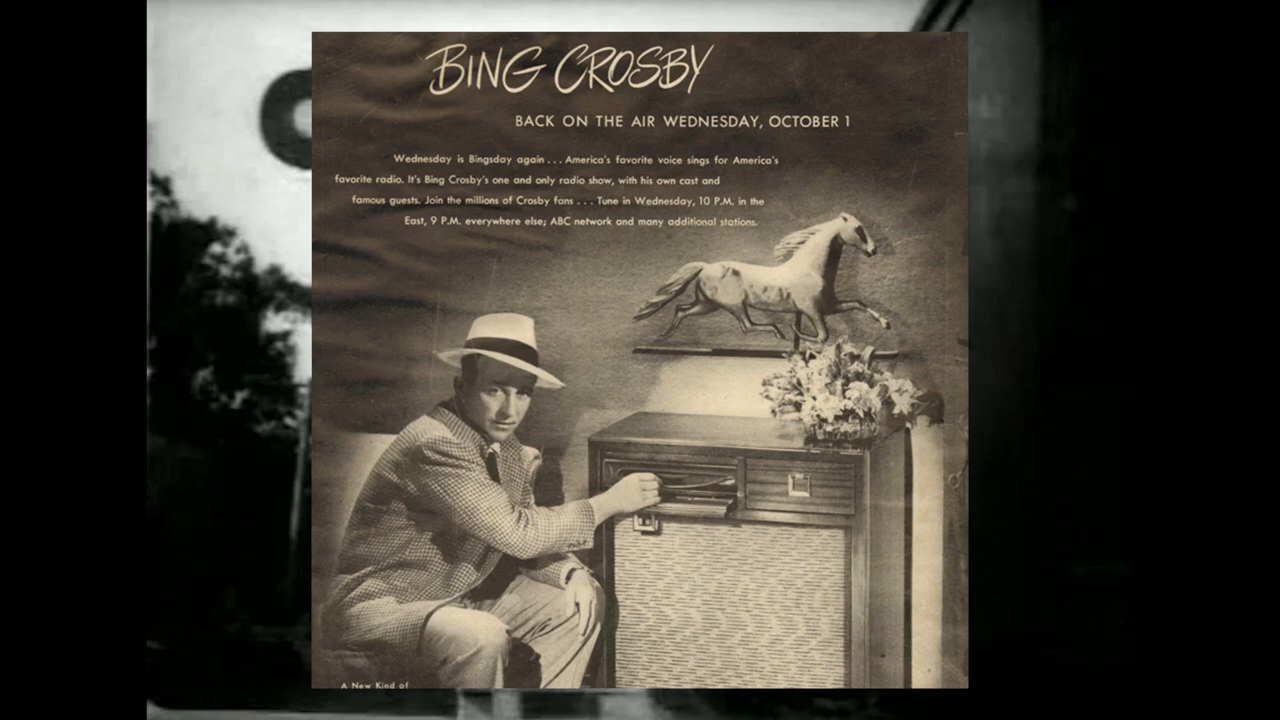 BING CROSBY
BACK ON THE AIR WEDNESDAY, OCTOBER 1
Wednesday is Bingsday again . . . America's favorite voice sings for America's
favorite radio. It's Bing Crosby's one and only radio show, with his own cast and
famous guests. Join the millions of Crosby fans . . . Tune in Wednesday, 10 P.M. in the
East, 9 P.M. everywhere else; ABC network and many additional stations.
A New Kind of